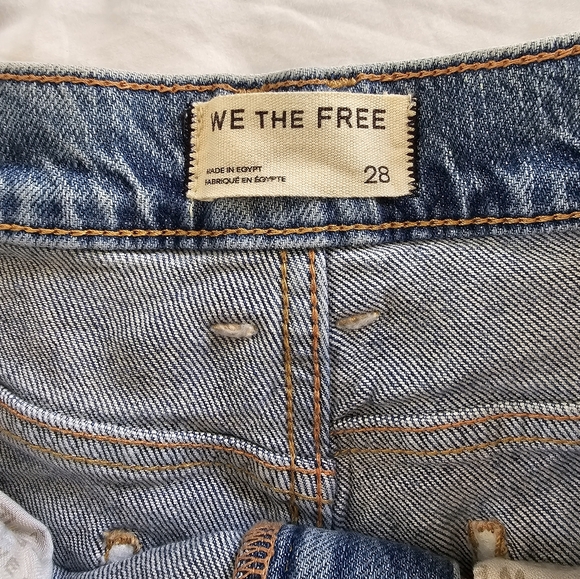 WE THE FREE
MADE IN EGYPT
FABRIQUÉ EN ÉGYPTE
28